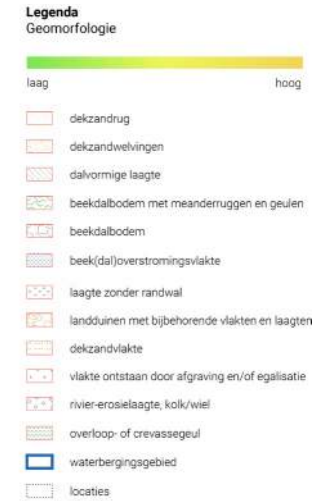 Legenda
Geomorfologie
laag hoog
dekzandrug
dekzandwelvingen
dalvormige laagte
beekdalbodem met meanderruggen en geulen
beekdalbodem
beek(dal)overstromingsvlakte
laagte zonder randwal
landduinen met bijbehorende vlakten en laagten
dekzandvlakte
vlakte ontstaan door afgraving en/of egalisatie
rivier-erosielaagte, kolk/wiel
overloop- of crevassegeul
waterbergingsgebied
locaties